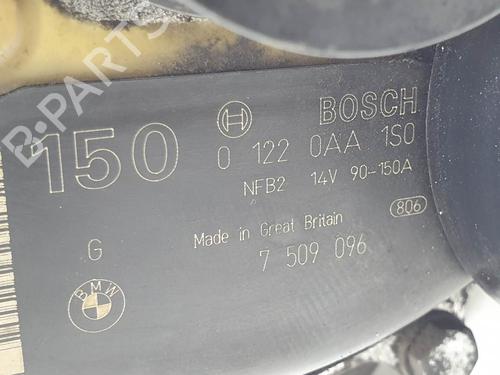 B-PARTS
BOSCH
150
0 122 0AA 1S0
NFB2 14V 90-150A
Made in Great Britain
806
G
7 509 096
BMW